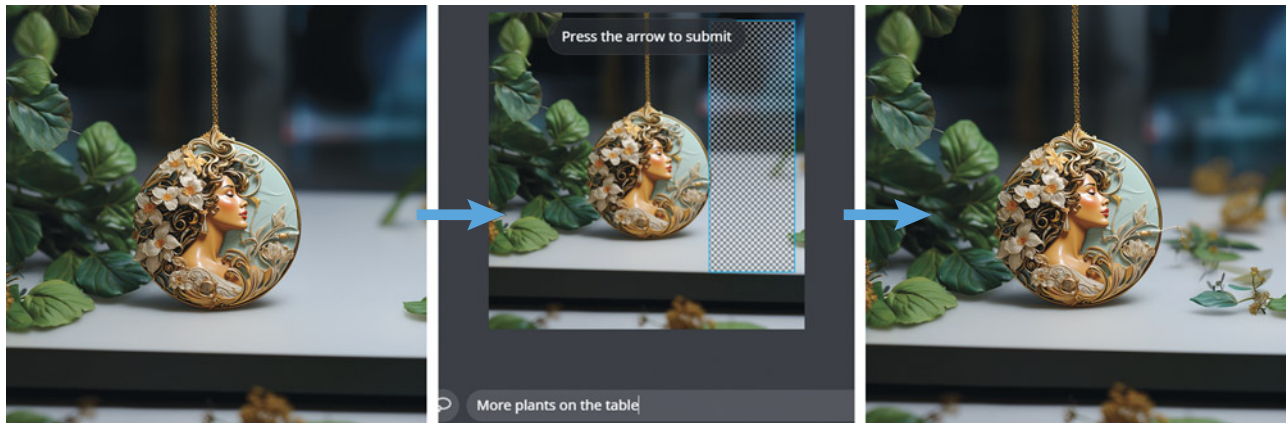 Press the arrow to submit
More plants on the table